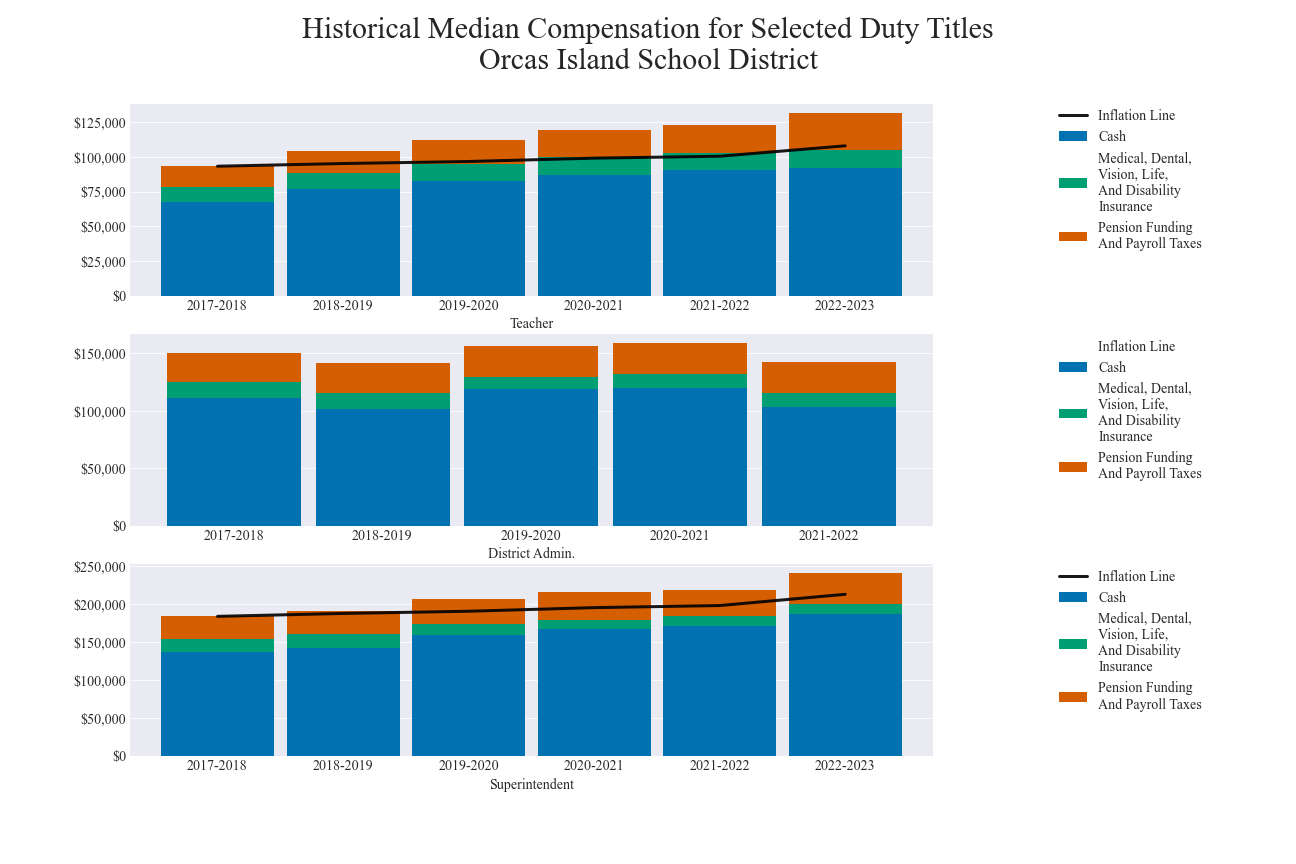 Historical Median Compensation for Selected Duty Titles
Orcas Island School District
$125,000
$100,000
$75,000
$50,000
$25,000
$0
2017-2018
2018-2019
2019-2020
2020-2021
2021-2022
2022-2023
Teacher
Inflation Line
Cash
Medical, Dental,
Vision, Life,
And Disability
Insurance
Pension Funding
And Payroll Taxes
$150,000
$100,000
$50,000
$0
2017-2018
2018-2019
2019-2020
2020-2021
2021-2022
District Admin.
Inflation Line
Cash
Medical, Dental,
Vision, Life,
And Disability
Insurance
Pension Funding
And Payroll Taxes
$250,000
$200,000
$150,000
$100,000
$50,000
$0
2017-2018
2018-2019
2019-2020
2020-2021
2021-2022
2022-2023
Superintendent
Inflation Line
Cash
Medical, Dental,
Vision, Life,
And Disability
Insurance
Pension Funding
And Payroll Taxes